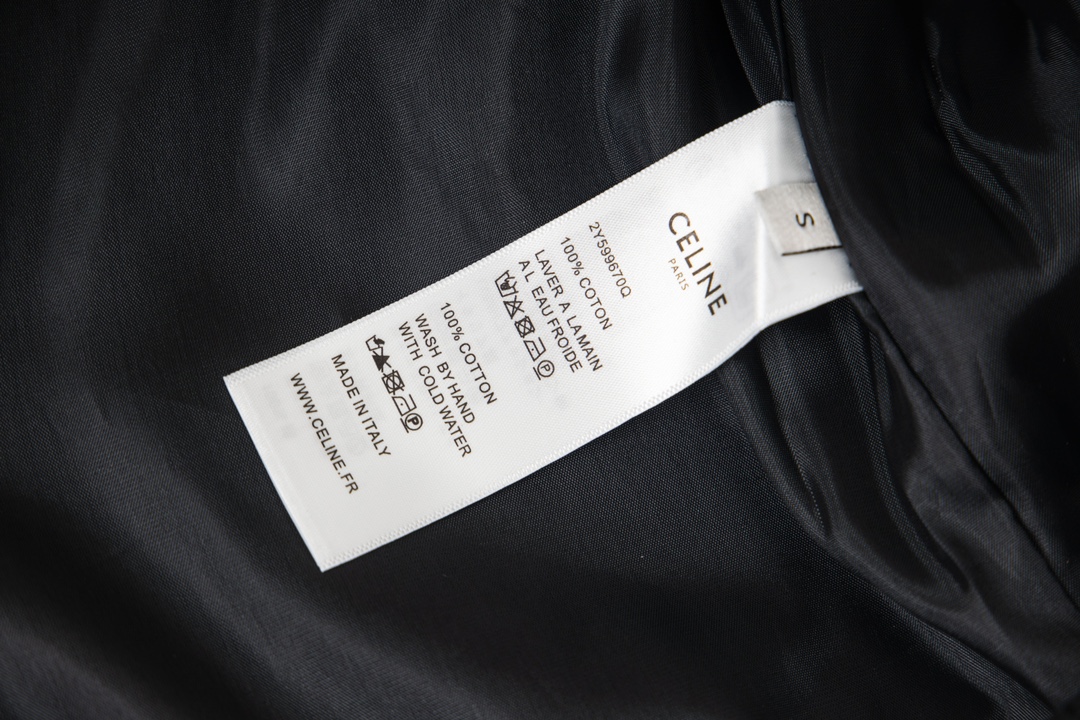 S
CELINE
PARIS
2Y599670Q
100% COTON
LAVER A LA MAIN
A L EAU FROIDE
P
100% COTTON
WASH BY HAND
WITH COLD WATER
P
MADE IN ITALY
WWW.CELINE.FR